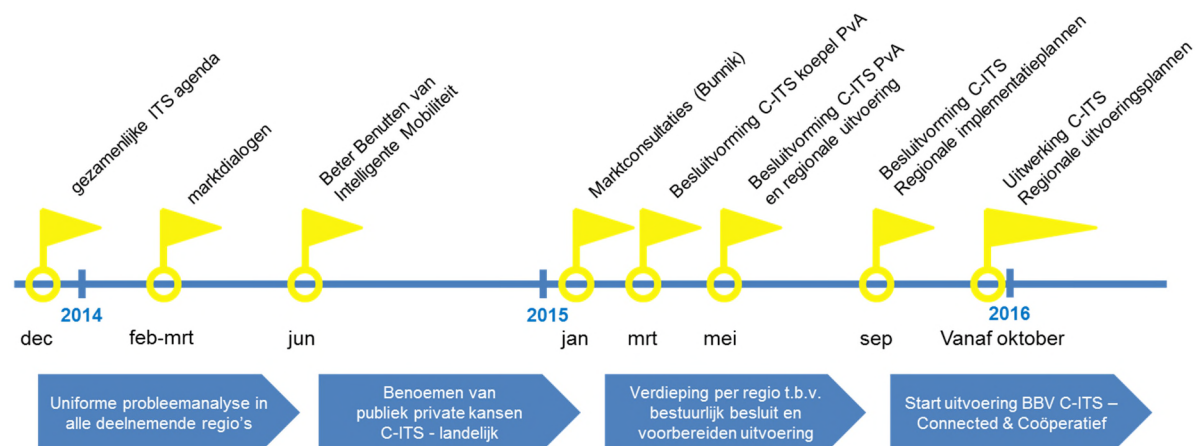 gezamenlijke ITS agenda
marktdialogen
Beter Benutten van
Intelligente Mobiliteit
Marktconsultaties (Bunnik)
Besluitvorming C-ITS koepel PvA
Besluitvorming C-ITS PvA
en regionale uitvoering
Besluitvorming C-ITS
Regionale implementatieplannen
Uitwerking C-ITS
Regionale uitvoeringsplannen
2014
2015
2016
dec
feb-mrt
jun
jan
mrt
mei
sep
Vanaf oktober
Uniforme probleemanalyse in
alle deelnemende regio's
Benoemen van
publiek private kansen
C-ITS - landelijk
Verdieping per regio t.b.v.
bestuurlijk besluit en
voorbereiden uitvoering
Start uitvoering BBV C-ITS –
Connected & Coöperatief